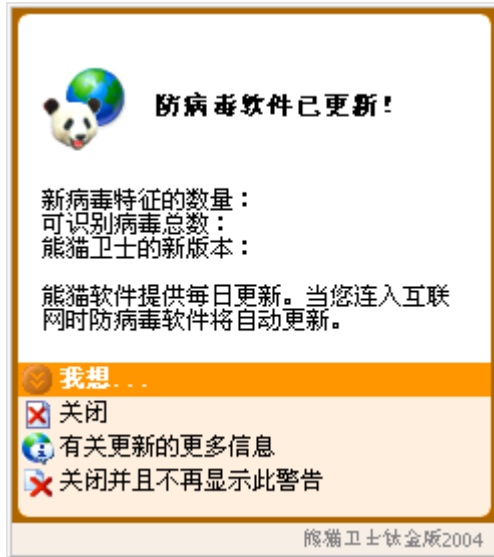 防病毒软件已更新!
新病毒特征的数量:
可识别病毒总数:
熊猫卫士的新版本:
熊猫软件提供每日更新。当您连入互联
网时防病毒软件将自动更新。
我想...
关闭
有关更新的更多信息
关闭并且不再显示此警告
熊猫卫士钛金版2004